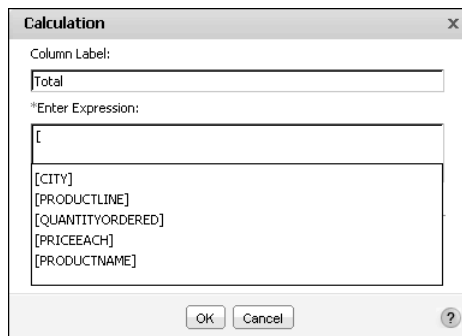 Calculation
x
Column Label:
Total
*Enter Expression:
[
[CITY]
[PRODUCTLINE]
[QUANTITYORDERED]
[PRICEEACH]
[PRODUCTNAME]
OK Cancel ?